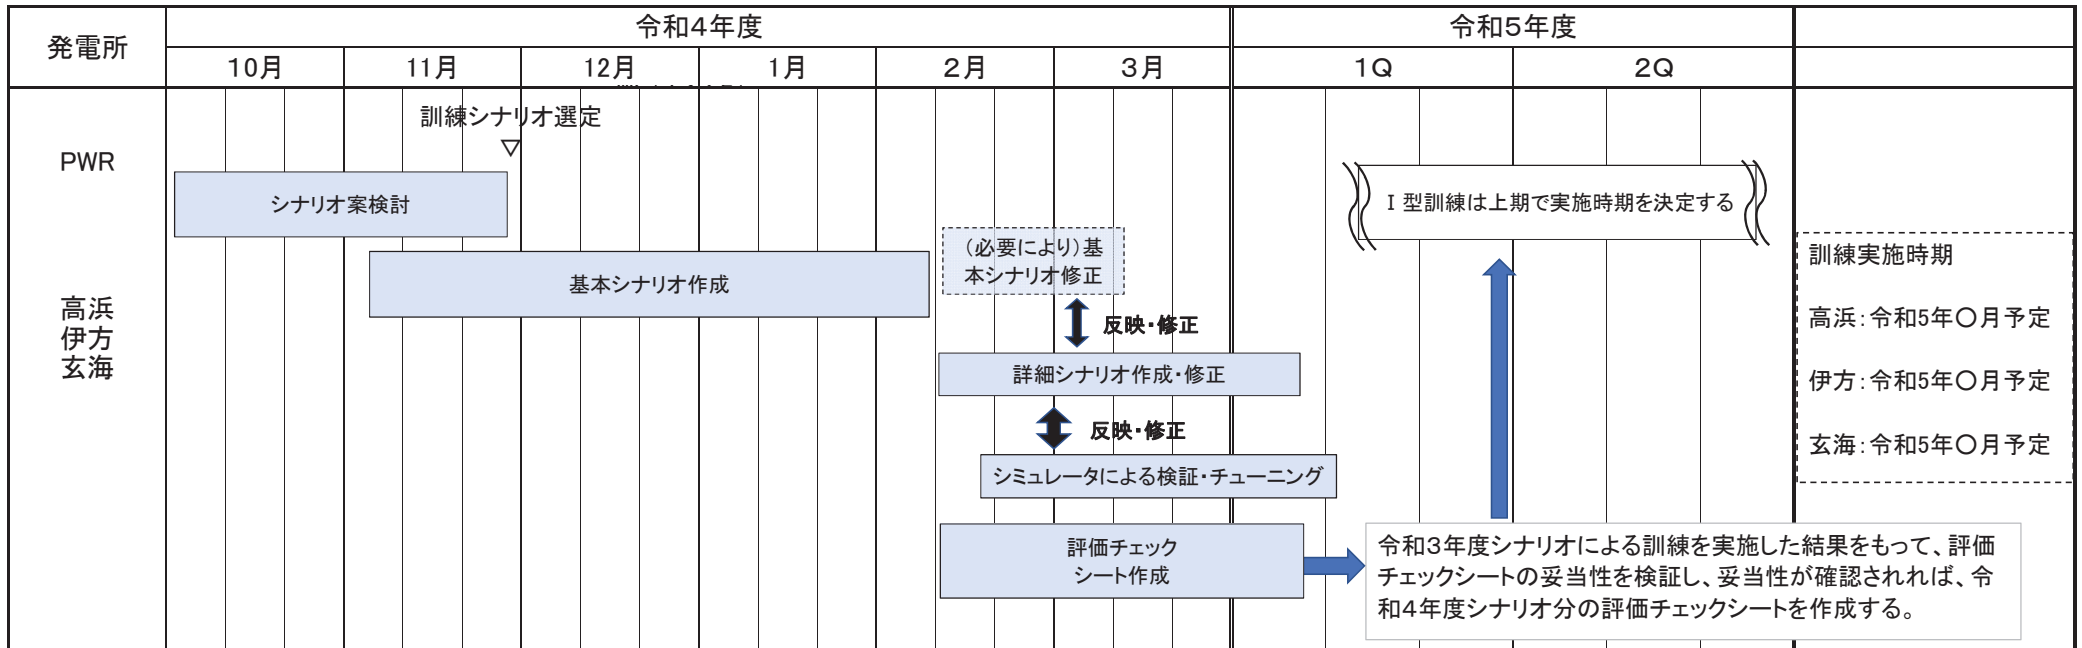 発電所
令和4年度
令和5年度
10月
11月
12月
1月
2月
3月
1Q
2Q
訓練シナリオ選定
▽
PWR
シナリオ案検討
Ⅰ型訓練は上期で実施時期を決定する
(必要により)基
本シナリオ修正
基本シナリオ作成
高浜
伊方
玄海
反映・修正
詳細シナリオ作成・修正
反映・修正
シミュレータによる検証・チューニング
評価チェック
シート作成
令和3年度シナリオによる訓練を実施した結果をもって、評価
チェックシートの妥当性を検証し、妥当性が確認されれば、令
和4年度シナリオ分の評価チェックシートを作成する。
訓練実施時期
高浜:令和5年〇月予定
伊方:令和5年〇月予定
玄海:令和5年〇月予定